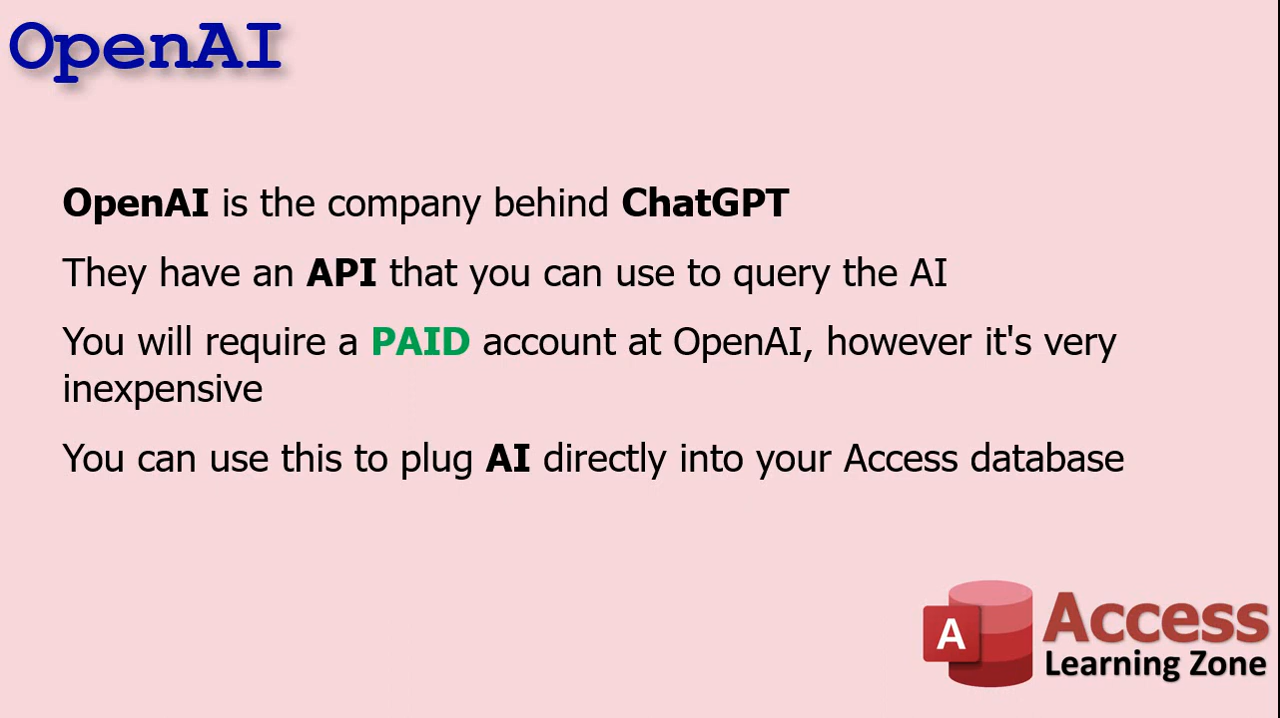 OpenAI
OpenAI is the company behind ChatGPT
They have an API that you can use to query the AI
You will require a PAID account at OpenAI, however it's very
inexpensive
You can use this to plug AI directly into your Access database
A
Access
Learning Zone